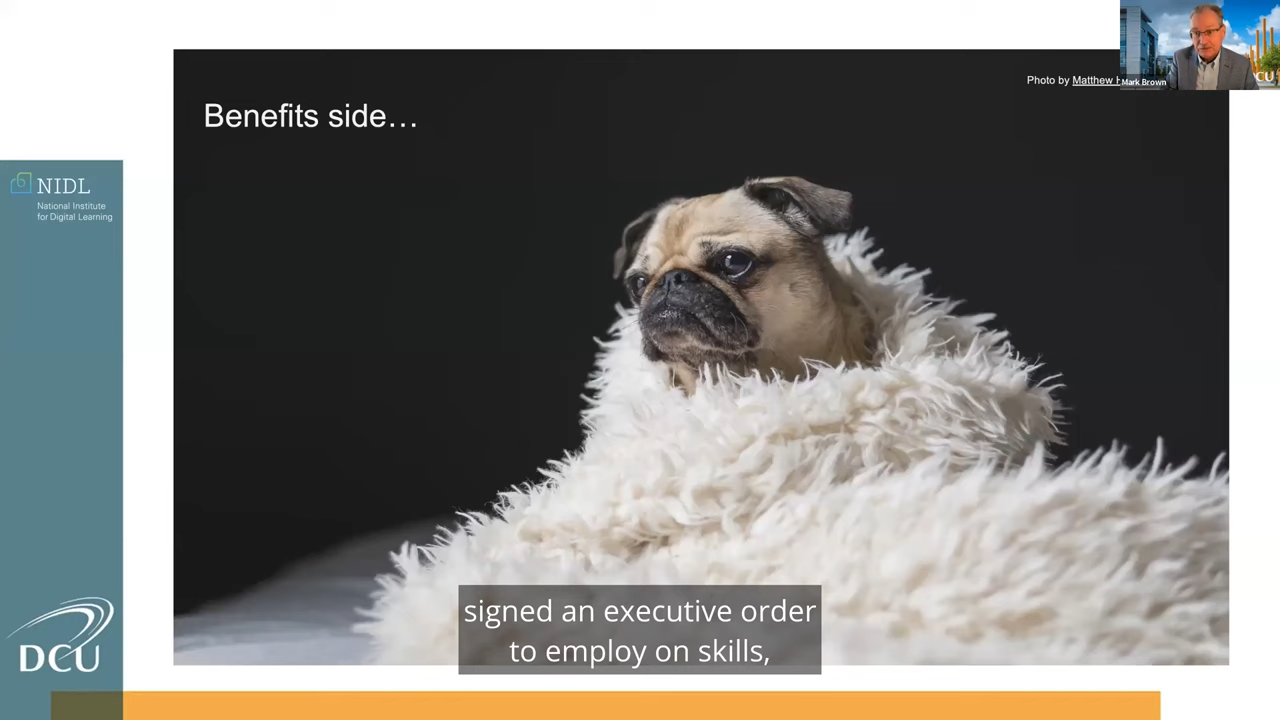 Photo by Matthew
Mark Brown
Benefits side…
NIDL
National Institute
for Digital Learning
signed an executive order
to employ on skills,
DCU